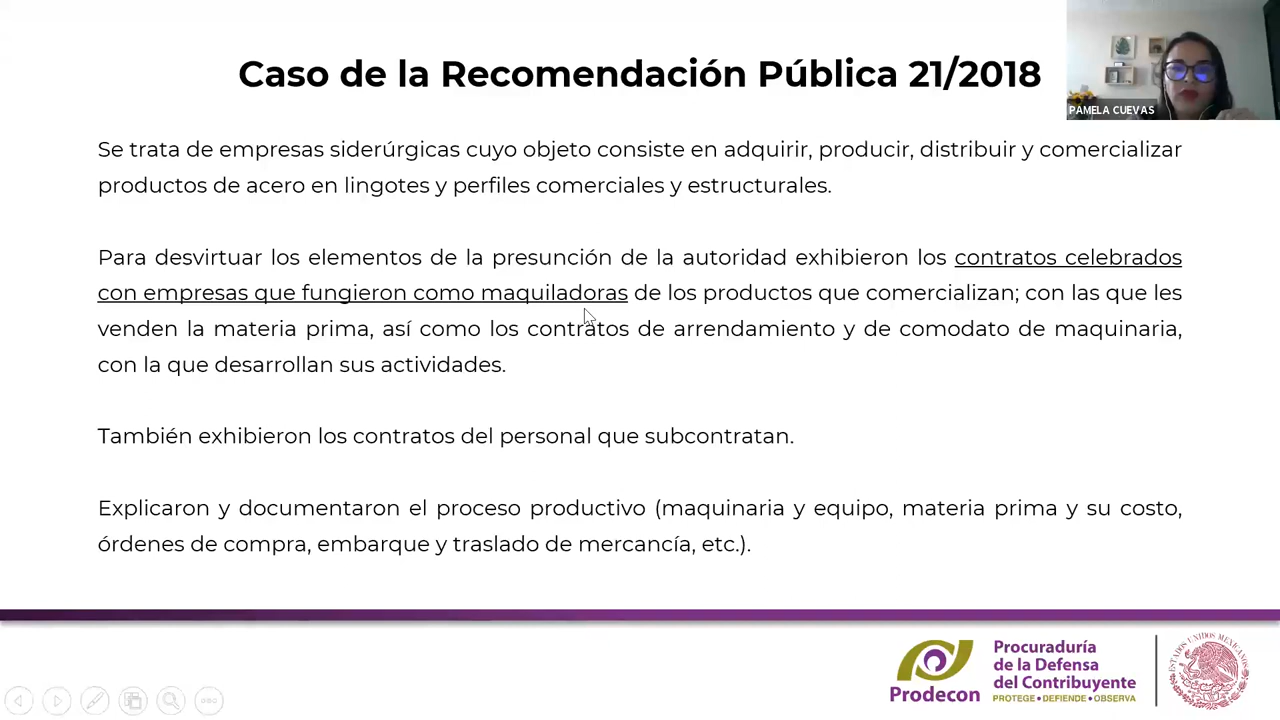 Caso de la Recomendación Pública 21/2018
PAMELA CUEVAS
Se trata de empresas siderúrgicas cuyo objeto consiste en adquirir, producir, distribuir y comercializar
productos de acero en lingotes y perfiles comerciales y estructurales.
Para desvirtuar los elementos de la presunción de la autoridad exhibieron los contratos celebrados
con empresas que fungieron como maquiladoras de los productos que comercializan; con las que les
venden la materia prima, así como los contratos de arrendamiento y de comodato de maquinaria,
con la que desarrollan sus actividades.
También exhibieron los contratos del personal que subcontratan.
Explicaron y documentaron el proceso productivo (maquinaria y equipo, materia prima y su costo,
órdenes de compra, embarque y traslado de mercancía, etc.).
Prodecon
Procuraduría
de la Defensa
del Contribuyente
PROTEGE • DEFIENDE • OBSERVA
ESTADOS UNIDOS MEXICANOS